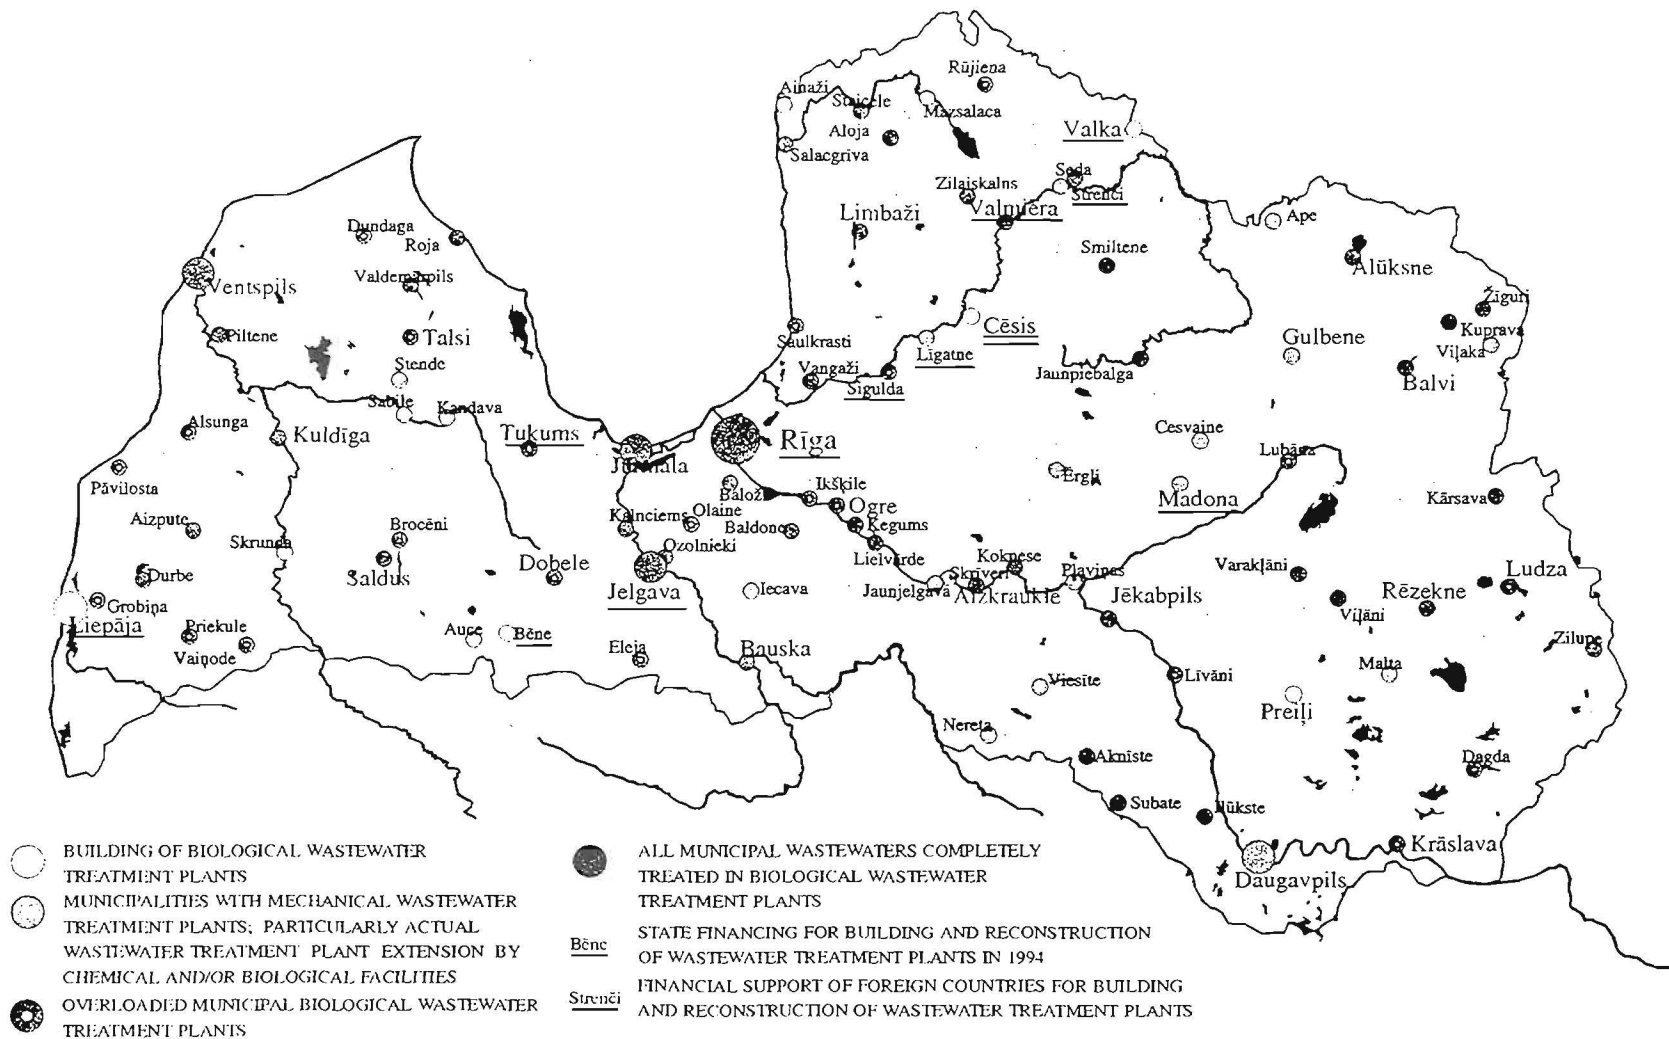 Rūjiena
Ainaži
Staicele
Mazsalaca
Aloja
Valka
Salacgriva
Seda
Zilaiskalns
Strenči
Limbaži
Valmiera
Ape
Dundaga
Roja
Smiltene
Alūksne
Valdemārpils
Ventspils
Žīguri
Piltene
Talsi
Cēsis
Kuprava
Saulkrasti
Gulbene
Viļaka
Līgatne
Stende
Vangaži
Jaunpiebalga
Balvi
Sigulda
Sabile
Kandava
Alsunga
Kuldīga
Tukums
Rīga
Cesvaine
Lubāna
Jūrmala
Ergļi
Pāvilosta
Baloži
Ikšķile
Madona
Kārsava
Ogre
Aizpute
Brocēni
Kalnciems
Olaine
Baldone
Ķegums
Skrunda
Ozolnieki
Lielvārde
Koknese
Saldus
Dobele
Skrīveri
Pļaviņas
Varakļāni
Ludza
Durbe
Jelgava
Iecava
Jaunjelgava
Aizkraukle
Jēkabpils
Rēzekne
Grobiņa
Viļāni
Liepāja
Priekule
Auce
Bēne
Zilupe
Vaiņode
Eleja
Bauska
Malta
Viesīte
Līvāni
Preiļi
Nereta
Aknīste
Dagda
Subate
Ilūkste
Krāslava
Daugavpils
BUILDING OF BIOLOGICAL WASTEWATER
TREATMENT PLANTS
MUNICIPALITIES WITH MECHANICAL WASTEWATER
TREATMENT PLANTS; PARTICULARLY ACTUAL
WASTEWATER TREATMENT PLANT EXTENSION BY
CHEMICAL AND/OR BIOLOGICAL FACILITIES
OVERLOADED MUNICIPAL BIOLOGICAL WASTEWATER
TREATMENT PLANTS
ALL MUNICIPAL WASTEWATERS COMPLETELY
TREATED IN BIOLOGICAL WASTEWATER
TREATMENT PLANTS
Bēne
STATE FINANCING FOR BUILDING AND RECONSTRUCTION
OF WASTEWATER TREATMENT PLANTS IN 1994
Strenči
FINANCIAL SUPPORT OF FOREIGN COUNTRIES FOR BUILDING
AND RECONSTRUCTION OF WASTEWATER TREATMENT PLANTS